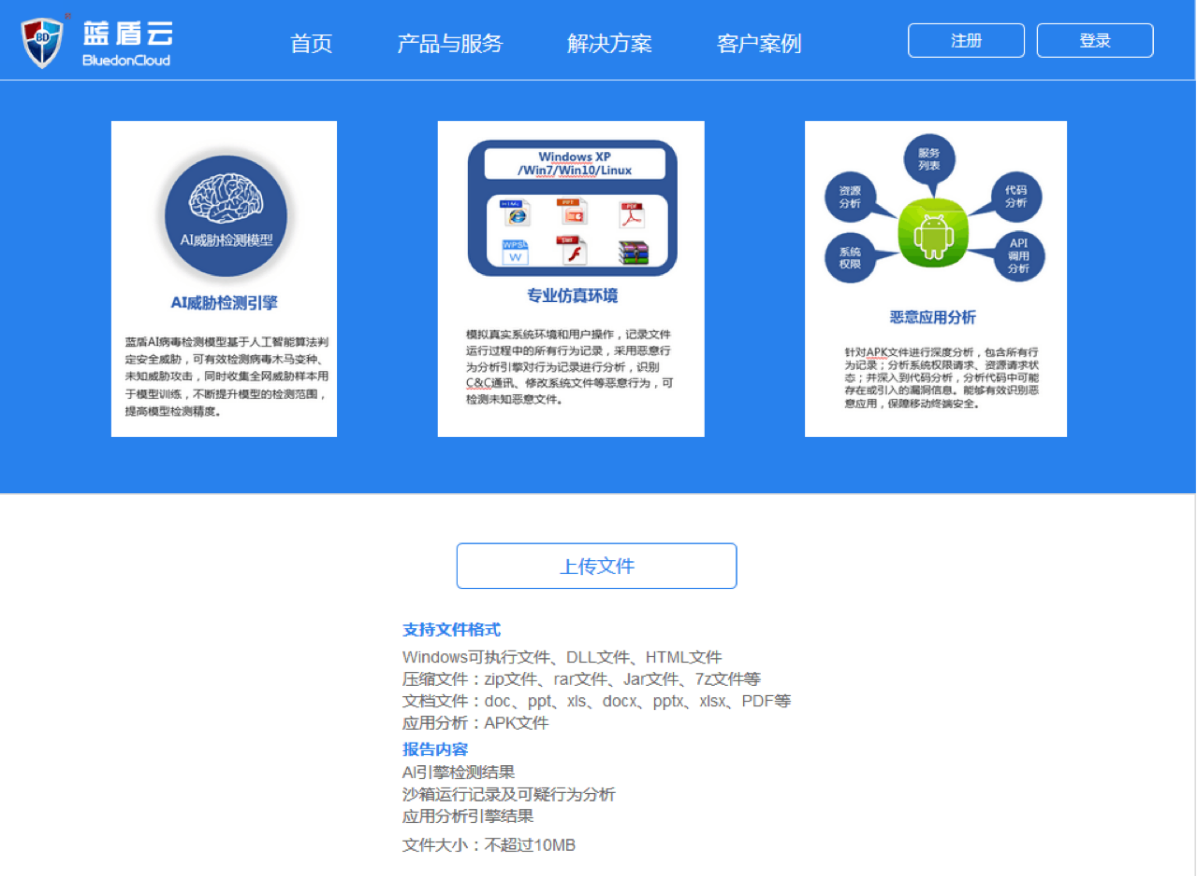 BD
蓝盾云
BluedonCloud
首页
产品与服务
解决方案
客户案例
注册
登录
AI威胁检测模型
AI威胁检测引擎
蓝盾AI病毒检测模型基于人工智能算法判
定安全威胁，可有效检测病毒木马变种、
未知威胁攻击，同时收集全网威胁样本用
于模型训练，不断提升模型的检测范围，
提高模型检测精度。
Windows XP
/Win7/Win10/Linux
HTML
PPT
PDF
WPS
W
SWF
专业仿真环境
模拟真实系统环境和用户操作，记录文件
运行过程中的所有行为记录，采用恶意行
为分析引擎对行为记录进行分析，识别
C&C通讯、修改系统文件等恶意行为，可
检测未知恶意文件。
服务
列表
资源
分析
代码
分析
系统
权限
API
调用
分析
恶意应用分析
针对APK文件进行深度分析，包含所有行
为记录；分析系统权限请求、资源请求状
态；并深入到代码分析，分析代码中可能
存在或引入的漏洞信息。能够有效识别恶
意应用，保障移动终端安全。
上传文件
支持文件格式
Windows可执行文件、DLL文件、HTML文件
压缩文件：zip文件、rar文件、Jar文件、7z文件等
文档文件：doc、ppt、xls、docx、pptx、xlsx、PDF等
应用分析：APK文件
报告内容
AI引擎检测结果
沙箱运行记录及可疑行为分析
应用分析引擎结果
文件大小：不超过10MB